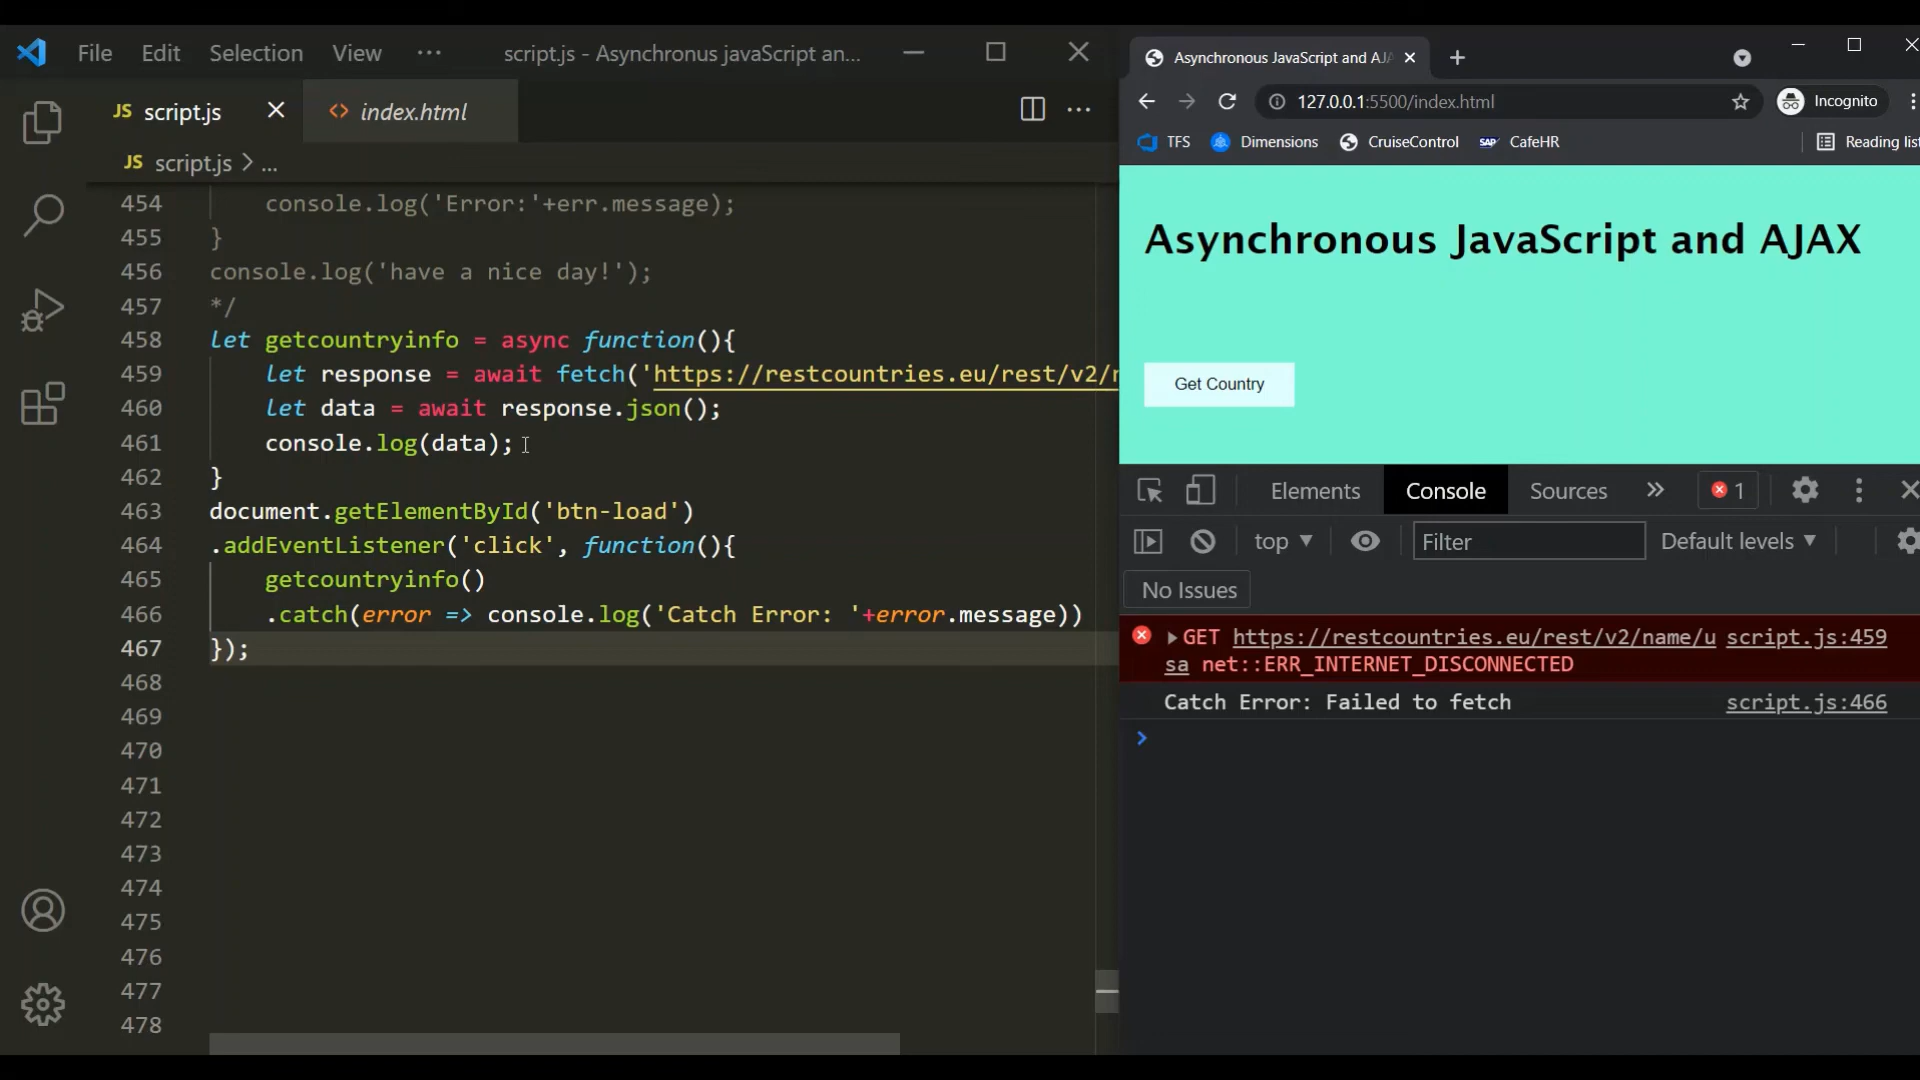 File Edit Selection View ··· script.js - Asynchronus javaScript an...
JS script.js <> index.html
JS script.js > ...
454 console.log('Error:'+err.message);
455 }
456 console.log('have a nice day!');
457 */
458 let getcountryinfo = async function(){
459 let response = await fetch('https://restcountries.eu/rest/v2/n
460 let data = await response.json();
461 console.log(data);
462 }
463 document.getElementById('btn-load')
464 .addEventListener('click', function(){
465 getcountryinfo()
466 .catch(error => console.log('Catch Error: '+error.message))
467 });
468
469
470
471
472
473
474
475
476
477
478
Asynchronous JavaScript and AJA
127.0.0.1:5500/index.html Incognito
TFS Dimensions CruiseControl SAP CafeHR Reading list
Asynchronous JavaScript and AJAX
Get Country
Elements Console Sources » 1
top Filter Default levels
No Issues
GET https://restcountries.eu/rest/v2/name/u script.js:459
sa net::ERR_INTERNET_DISCONNECTED
Catch Error: Failed to fetch script.js:466